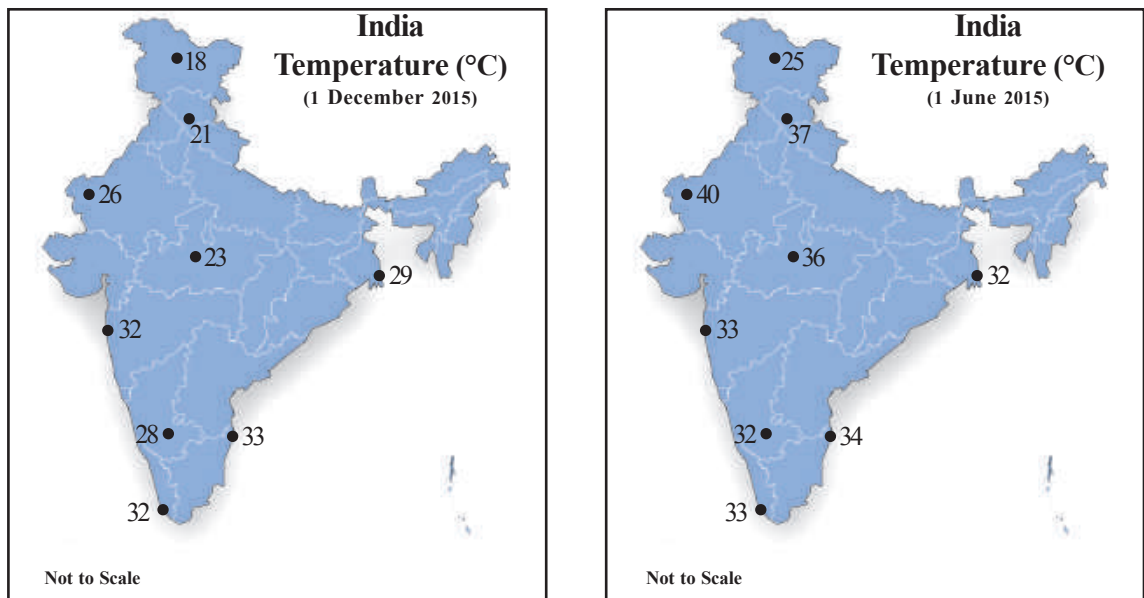 India
Temperature (°C)
(1 December 2015)
18
21
26
23
29
32
28
33
32
Not to Scale
India
Temperature (°C)
(1 June 2015)
25
37
40
36
32
33
32
34
33
Not to Scale